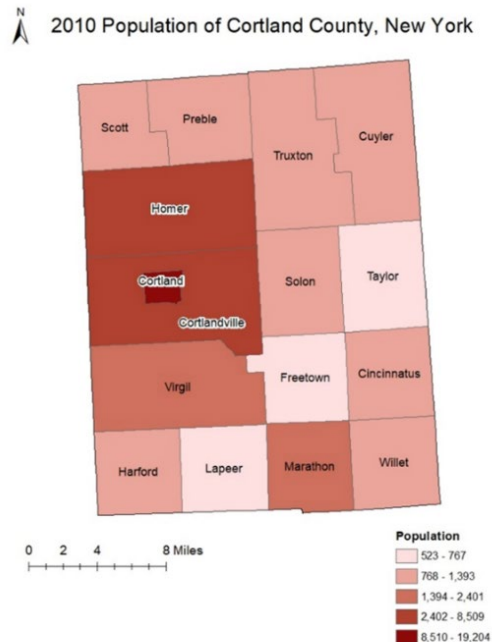 N
2010 Population of Cortland County, New York
Scott
Preble
Truxton
Cuyler
Homer
Cortland
Solon
Taylor
Cortlandville
Virgil
Freetown
Cincinnatus
Harford
Lapeer
Marathon
Willet
0 2 4 8 Miles
Population
523 - 767
768 - 1,393
1,394 - 2,401
2,402 - 8,509
8,510 - 19,204